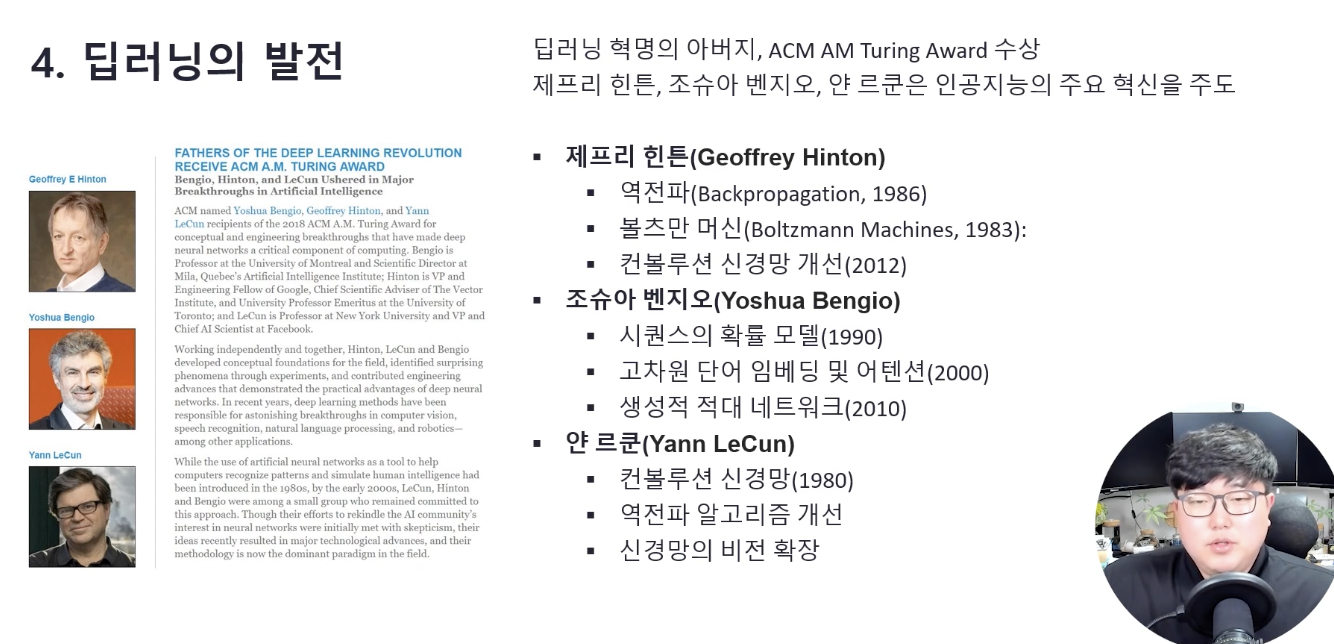 4. 딥러닝의 발전
딥러닝 혁명의 아버지, ACM AM Turing Award 수상
제프리 힌튼, 조슈아 벤지오, 얀 르쿤은 인공지능의 주요 혁신을 주도
Geoffrey E Hinton
Yoshua Bengio
Yann LeCun
FATHERS OF THE DEEP LEARNING REVOLUTION
RECEIVE ACM A.M. TURING AWARD
Bengio, Hinton, and LeCun Ushered in Major
Breakthroughs in Artificial Intelligence
ACM named Yoshua Bengio, Geoffrey Hinton, and Yann
LeCun recipients of the 2018 ACM A.M. Turing Award for
conceptual and engineering breakthroughs that have made deep
neural networks a critical component of computing. Bengio is
Professor at the University of Montreal and Scientific Director at
Mila, Quebec's Artificial Intelligence Institute; Hinton is VP and
Engineering Fellow of Google, Chief Scientific Adviser of The Vector
Institute, and University Professor Emeritus at the University of
Toronto; and LeCun is Professor at New York University and VP and
Chief AI Scientist at Facebook.
Working independently and together, Hinton, LeCun and Bengio
developed conceptual foundations for the field, identified surprising
phenomena through experiments, and contributed engineering
advances that demonstrated the practical advantages of deep neural
networks. In recent years, deep learning methods have been
responsible for astonishing breakthroughs in computer vision,
speech recognition, natural language processing, and robotics—
among other applications.
While the use of artificial neural networks as a tool to help
computers recognize patterns and simulate human intelligence had
been introduced in the 1980s, by the early 2000s, LeCun, Hinton
and Bengio were among a small group who remained committed to
this approach. Though their efforts to rekindle the AI community's
interest in neural networks were initially met with skepticism, their
ideas recently resulted in major technological advances, and their
methodology is now the dominant paradigm in the field.
▪ 제프리 힌튼(Geoffrey Hinton)
▪ 역전파(Backpropagation, 1986)
▪ 볼츠만 머신(Boltzmann Machines, 1983):
▪ 컨볼루션 신경망 개선(2012)
▪ 조슈아 벤지오(Yoshua Bengio)
▪ 시퀀스의 확률 모델(1990)
▪ 고차원 단어 임베딩 및 어텐션(2000)
▪ 생성적 적대 네트워크(2010)
▪ 얀 르쿤(Yann LeCun)
▪ 컨볼루션 신경망(1980)
▪ 역전파 알고리즘 개선
▪ 신경망의 비전 확장